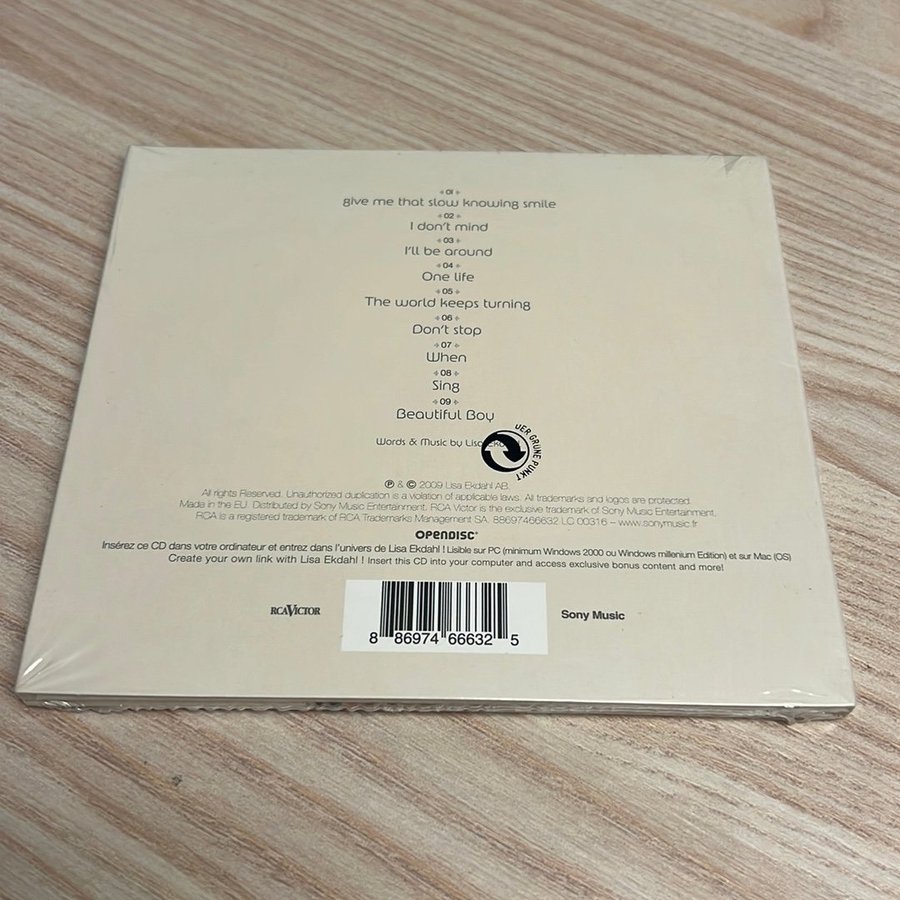 01
give me that slow knowing smile
02
I don't mind
03
I'll be around
04
One life
05
The world keeps turning
06
Don't stop
07
When
08
Sing
09
Beautiful Boy
Words & Music by Lisa Ekdahl
DER GRÜNE PUNKT
℗ & © 2009 Lisa Ekdahl AB.
All rights Reserved. Unauthorized duplication is a violation of applicable laws. All trademarks and logos are protected.
Made in the EU. Distributed by Sony Music Entertainment. RCA Victor is the exclusive trademark of Sony Music Entertainment,
RCA is a registered trademark of RCA Trademarks Management SA. 88697466632 LC 00316 – www.sonymusic.fr
OPENDISC
Insérez ce CD dans votre ordinateur et entrez dans l'univers de Lisa Ekdahl ! Lisible sur PC (minimum Windows 2000 ou Windows millenium Edition) et sur Mac (OS)
Create your own link with Lisa Ekdahl ! Insert this CD into your computer and access exclusive bonus content and more!
RCA VICTOR
8 86974 66632 5
Sony Music